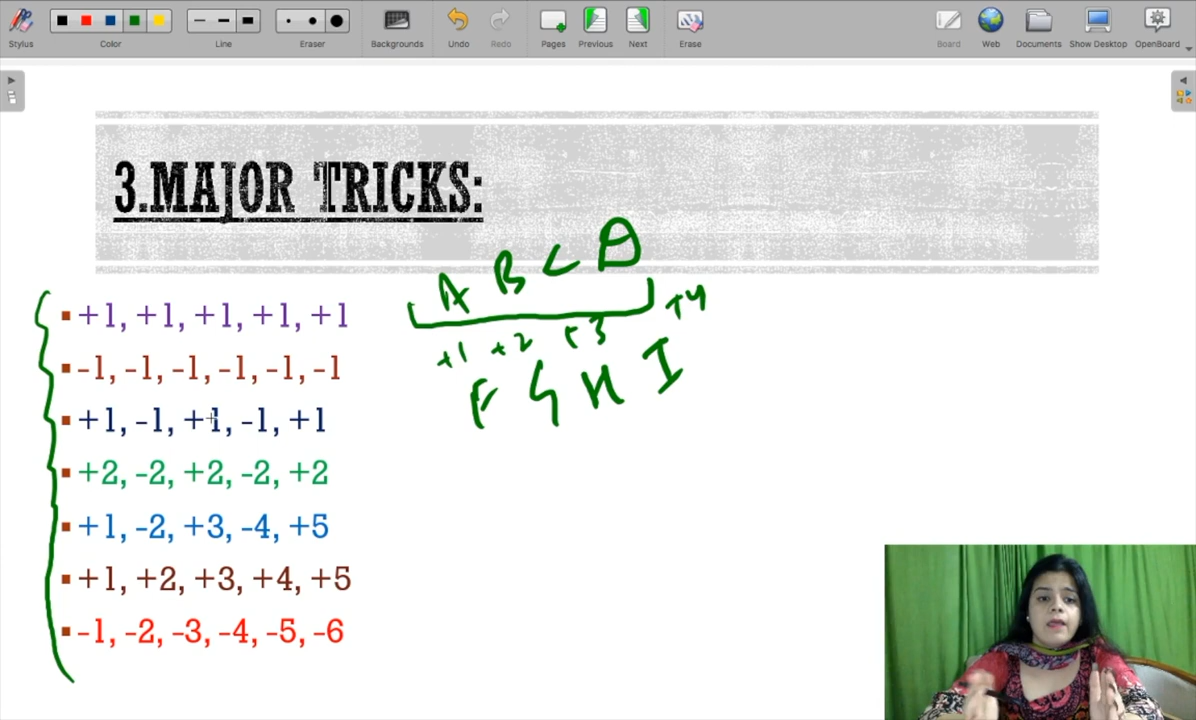 Stylus
Color
Line
Eraser
Backgrounds
Undo
Redo
Pages
Previous
Next
Erase
Board
Web
Documents
Show Desktop
OpenBoard
3.MAJOR TRICKS:
A B C D
+1 +2 +3 +4
F G H I
▪ +1, +1, +1, +1, +1
▪ -1, -1, -1, -1, -1, -1
▪ +1, -1, +1, -1, +1
▪ +2, -2, +2, -2, +2
▪ +1, -2, +3, -4, +5
▪ +1, +2, +3, +4, +5
▪ -1, -2, -3, -4, -5, -6